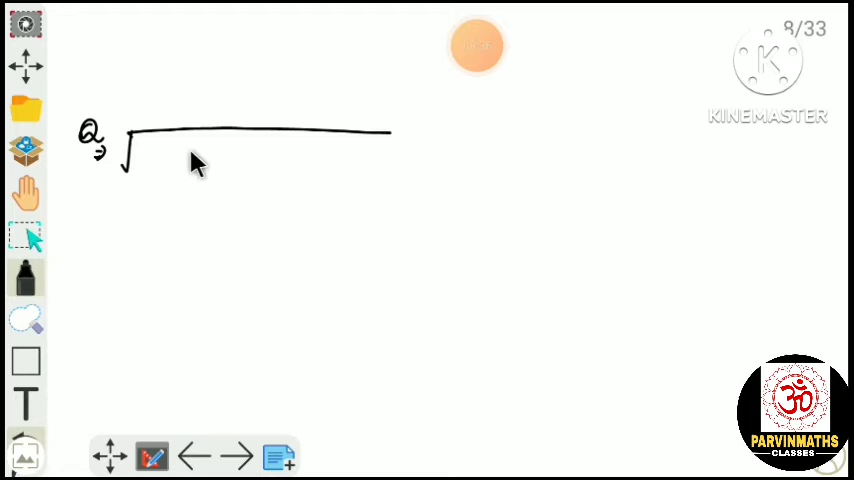 8/33
KINEMASTER
Q
⇒ √
T
PARVINMATHS
CLASSES